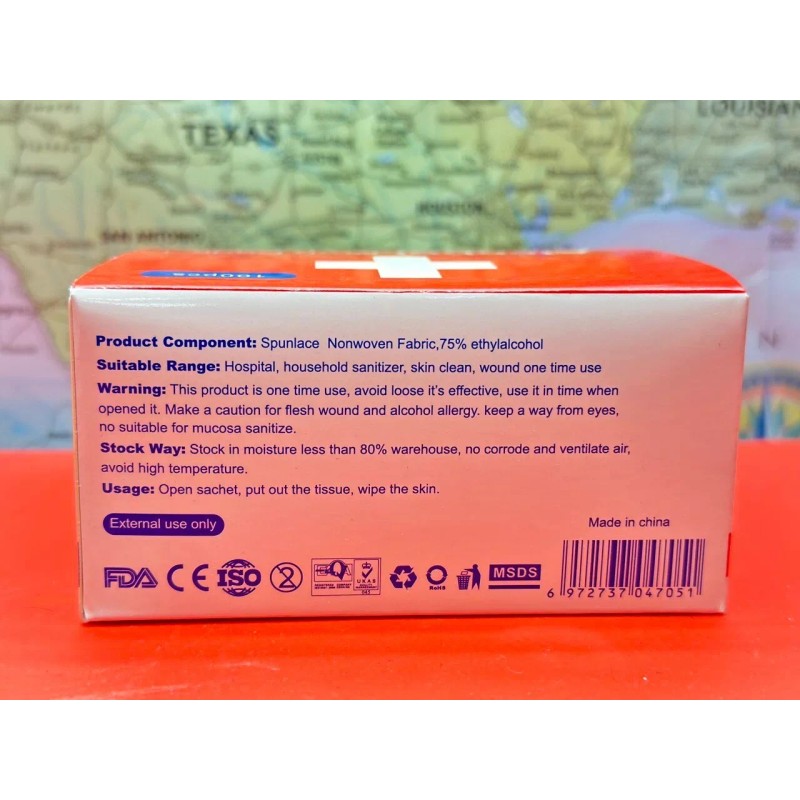 TEXAS
LOUISIAN
HOUSTON
SAN ANTONIO
100pcs
Product Component: Spunlace Nonwoven Fabric,75% ethylalcohol
Suitable Range: Hospital, household sanitizer, skin clean, wound one time use
Warning: This product is one time use, avoid loose it's effective, use it in time when
opened it. Make a caution for flesh wound and alcohol allergy. keep a way from eyes,
no suitable for mucosa sanitize.
Stock Way: Stock in moisture less than 80% warehouse, no corrode and ventilate air,
avoid high temperature.
Usage: Open sachet, put out the tissue, wipe the skin.
External use only
Made in china
FDA CE ISO 2 UKAS RoHS MSDS
6 972737 047051